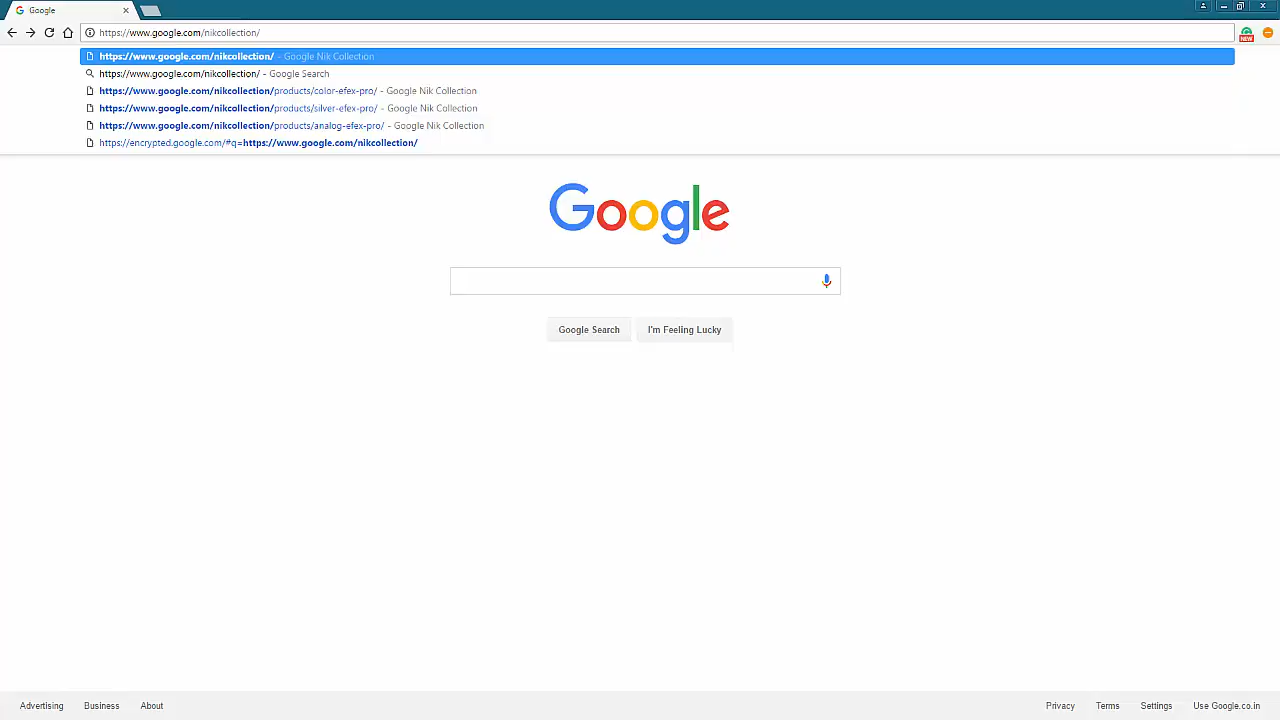 Google
https://www.google.com/nikcollection/
NEW
https://www.google.com/nikcollection/ - Google Nik Collection
https://www.google.com/nikcollection/ - Google Search
https://www.google.com/nikcollection/products/color-efex-pro/ - Google Nik Collection
https://www.google.com/nikcollection/products/silver-efex-pro/ - Google Nik Collection
https://www.google.com/nikcollection/products/analog-efex-pro/ - Google Nik Collection
https://encrypted.google.com/#q=https://www.google.com/nikcollection/
Google
Google Search I'm Feeling Lucky
Advertising Business About Privacy Terms Settings Use Google.co.in